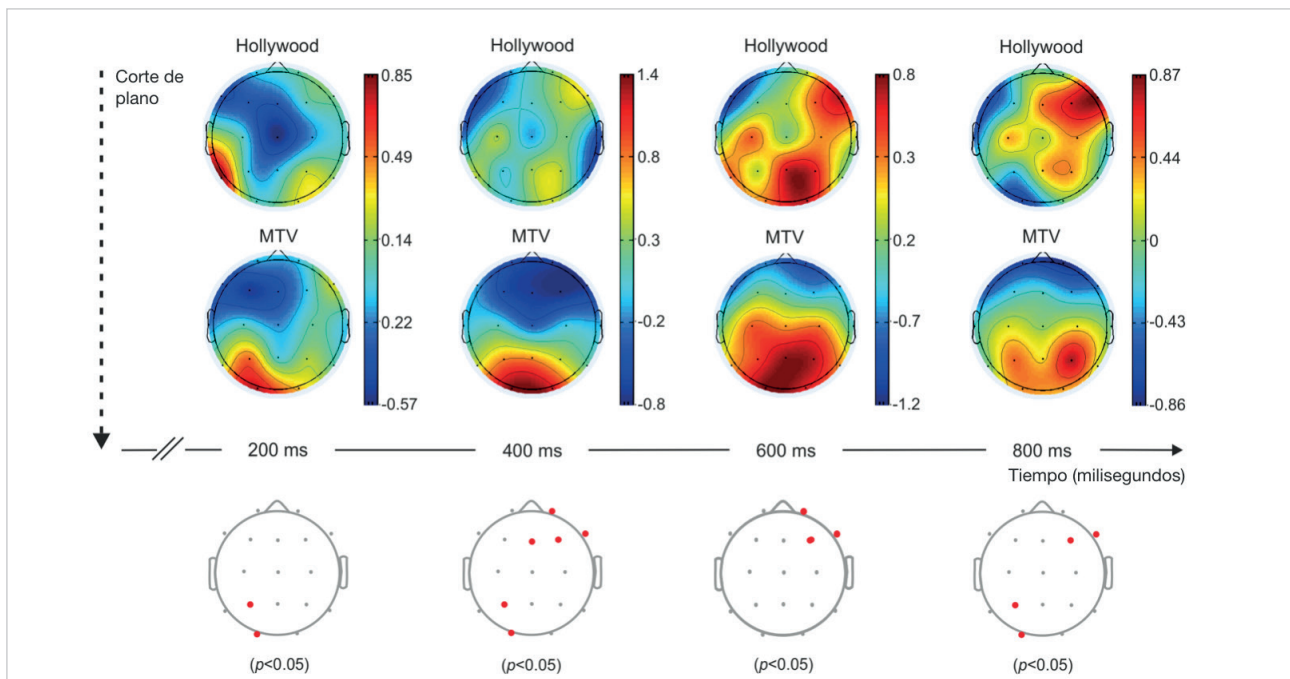 Hollywood
Hollywood
Hollywood
Hollywood
Corte de
plano
0.85
0.49
0.14
0.22
-0.57
1.4
0.8
0.3
-0.2
-0.8
0.8
0.3
0.2
-0.7
-1.2
0.87
0.44
0
-0.43
-0.86
MTV
MTV
MTV
MTV
200 ms
400 ms
600 ms
800 ms
Tiempo (milisegundos)
(p<0.05)
(p<0.05)
(p<0.05)
(p<0.05)